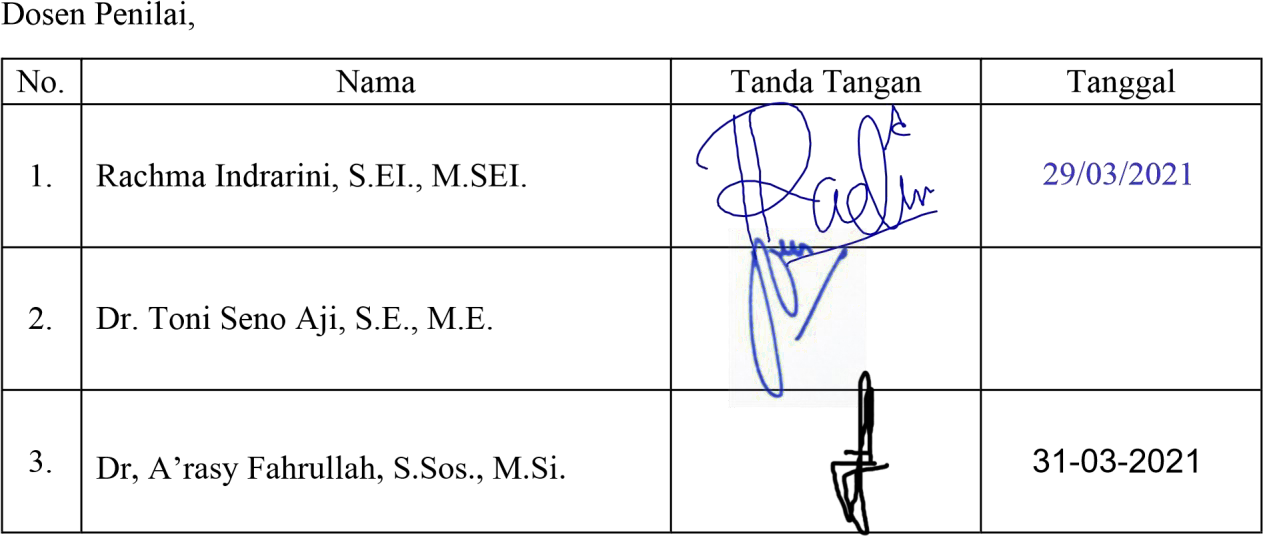 Dosen Penilai,
No. Nama Tanda Tangan Tanggal
1. Rachma Indrarini, S.EI., M.SEI. 29/03/2021
2. Dr. Toni Seno Aji, S.E., M.E.
3. Dr, A’rasy Fahrullah, S.Sos., M.Si. 31-03-2021